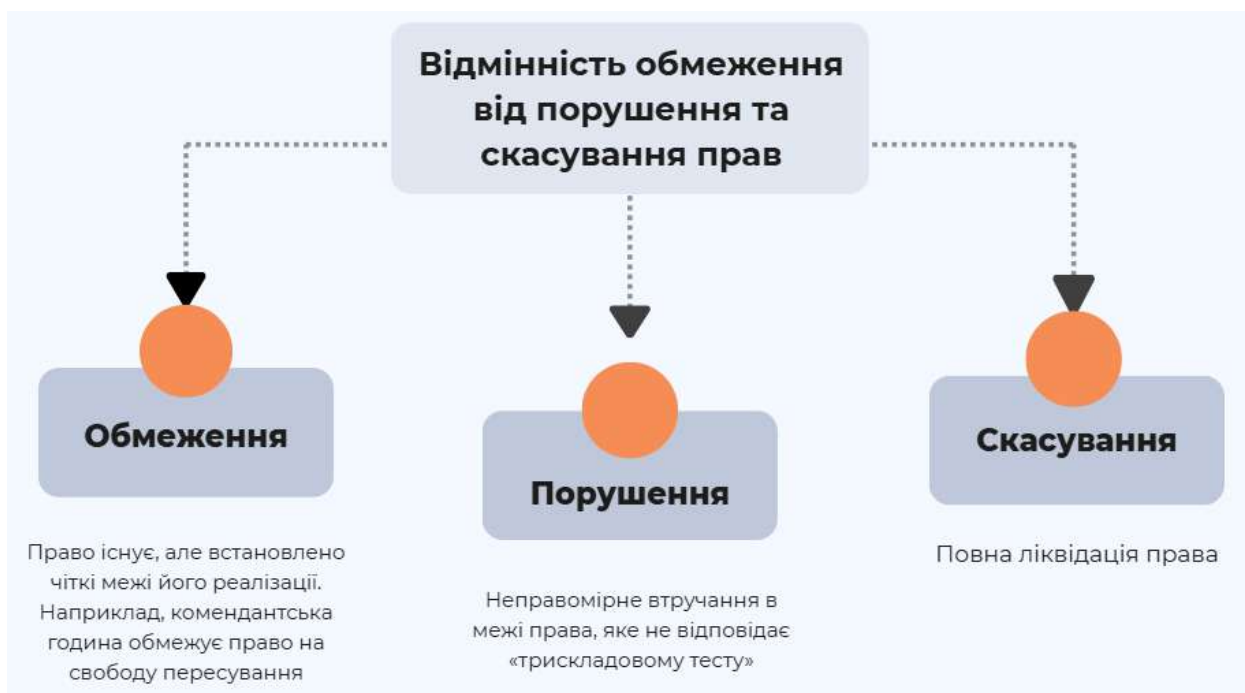 Відмінність обмеження
від порушення та
скасування прав
Обмеження
Право існує, але встановлено
чіткі межі його реалізації.
Наприклад, комендантська
година обмежує право на
свободу пересування
Порушення
Неправомірне втручання в
межі права, яке не відповідає
«трискладовому тесту»
Скасування
Повна ліквідація права